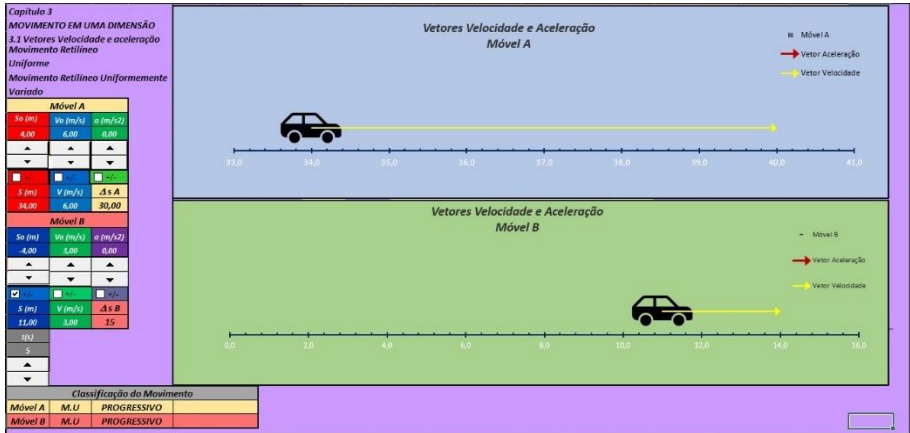 Capítulo 3
MOVIMENTO EM UMA DIMENSÃO
3.1 Vetores Velocidade e aceleração
Movimento Retilíneo
Uniforme
Movimento Retilíneo Uniformemente
Variado
Móvel A
So (m) Vo (m/s) a (m/s2)
4,00 6,00 0,00
+/- +/- +/-
S (m) V (m/s) Δs A
34,00 6,00 30,00
Móvel B
So (m) Vo (m/s) a (m/s2)
-4,00 3,00 0,00
+/- +/- +/-
S (m) V (m/s) Δs B
11,00 3,00 15
t(s)
5
Classificação do Movimento
Móvel A M.U PROGRESSIVO
Móvel B M.U PROGRESSIVO
Vetores Velocidade e Aceleração
Móvel A
Móvel A
Vetor Aceleração
Vetor Velocidade
33,0 34,0 35,0 36,0 37,0 38,0 39,0 40,0 41,0
Vetores Velocidade e Aceleração
Móvel B
Móvel B
Vetor Aceleração
Vetor Velocidade
0,0 2,0 4,0 6,0 8,0 10,0 12,0 14,0 16,0